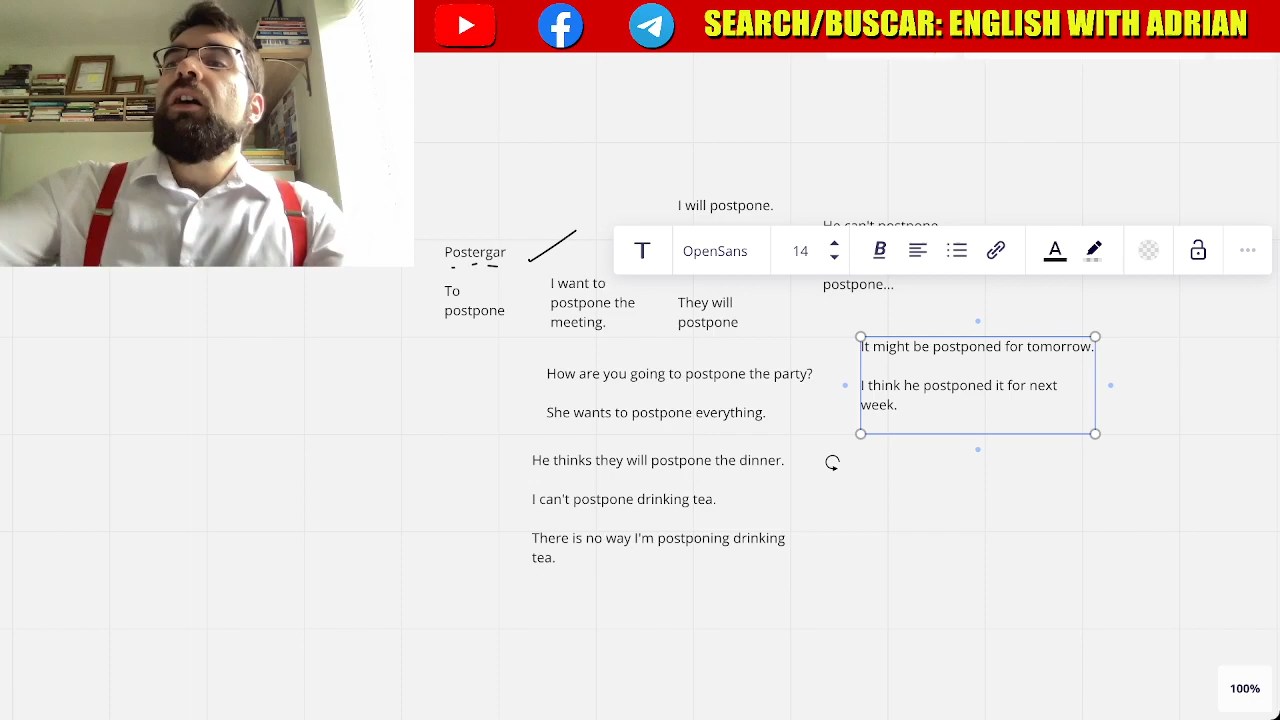 SEARCH/BUSCAR: ENGLISH WITH ADRIAN
I will postpone.
He can't postpone
T OpenSans 14 B A
Postergar
postpone...
To
postpone
I want to
postpone the
meeting.
They will
postpone
It might be postponed for tomorrow.
I think he postponed it for next
week.
How are you going to postpone the party?
She wants to postpone everything.
He thinks they will postpone the dinner.
I can't postpone drinking tea.
There is no way I'm postponing drinking
tea.
100%